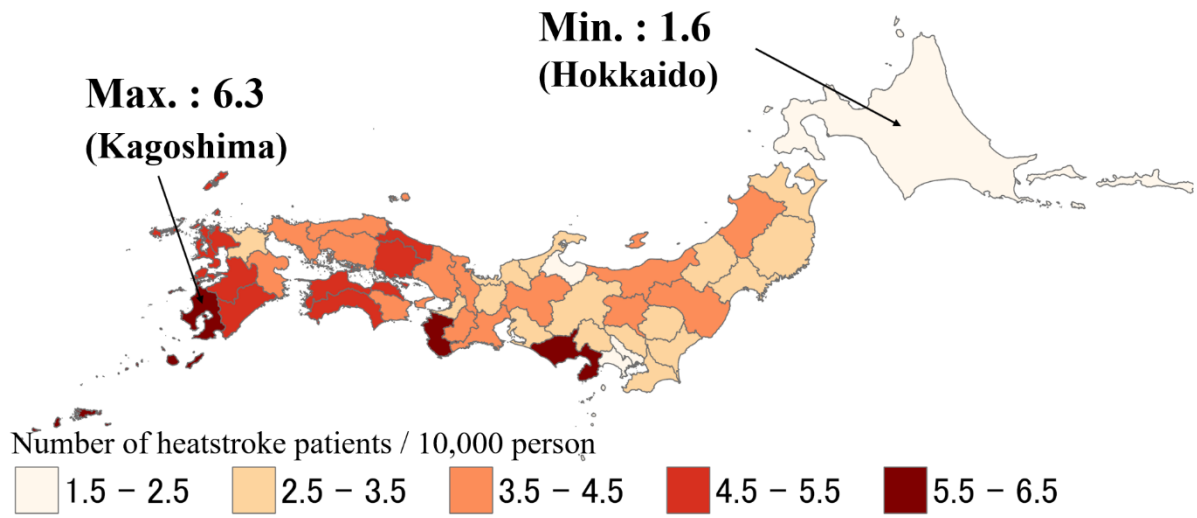 Min. : 1.6
(Hokkaido)
Max. : 6.3
(Kagoshima)
Number of heatstroke patients / 10,000 person
1.5 – 2.5
2.5 – 3.5
3.5 – 4.5
4.5 – 5.5
5.5 – 6.5